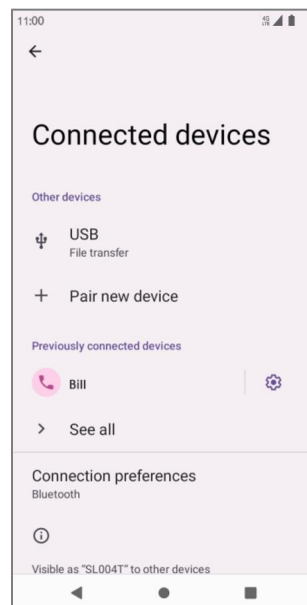 11:00
4G
LTE
Connected devices
Other devices
USB
File transfer
Pair new device
Previously connected devices
Bill
See all
Connection preferences
Bluetooth
Visible as “SL004T” to other devices